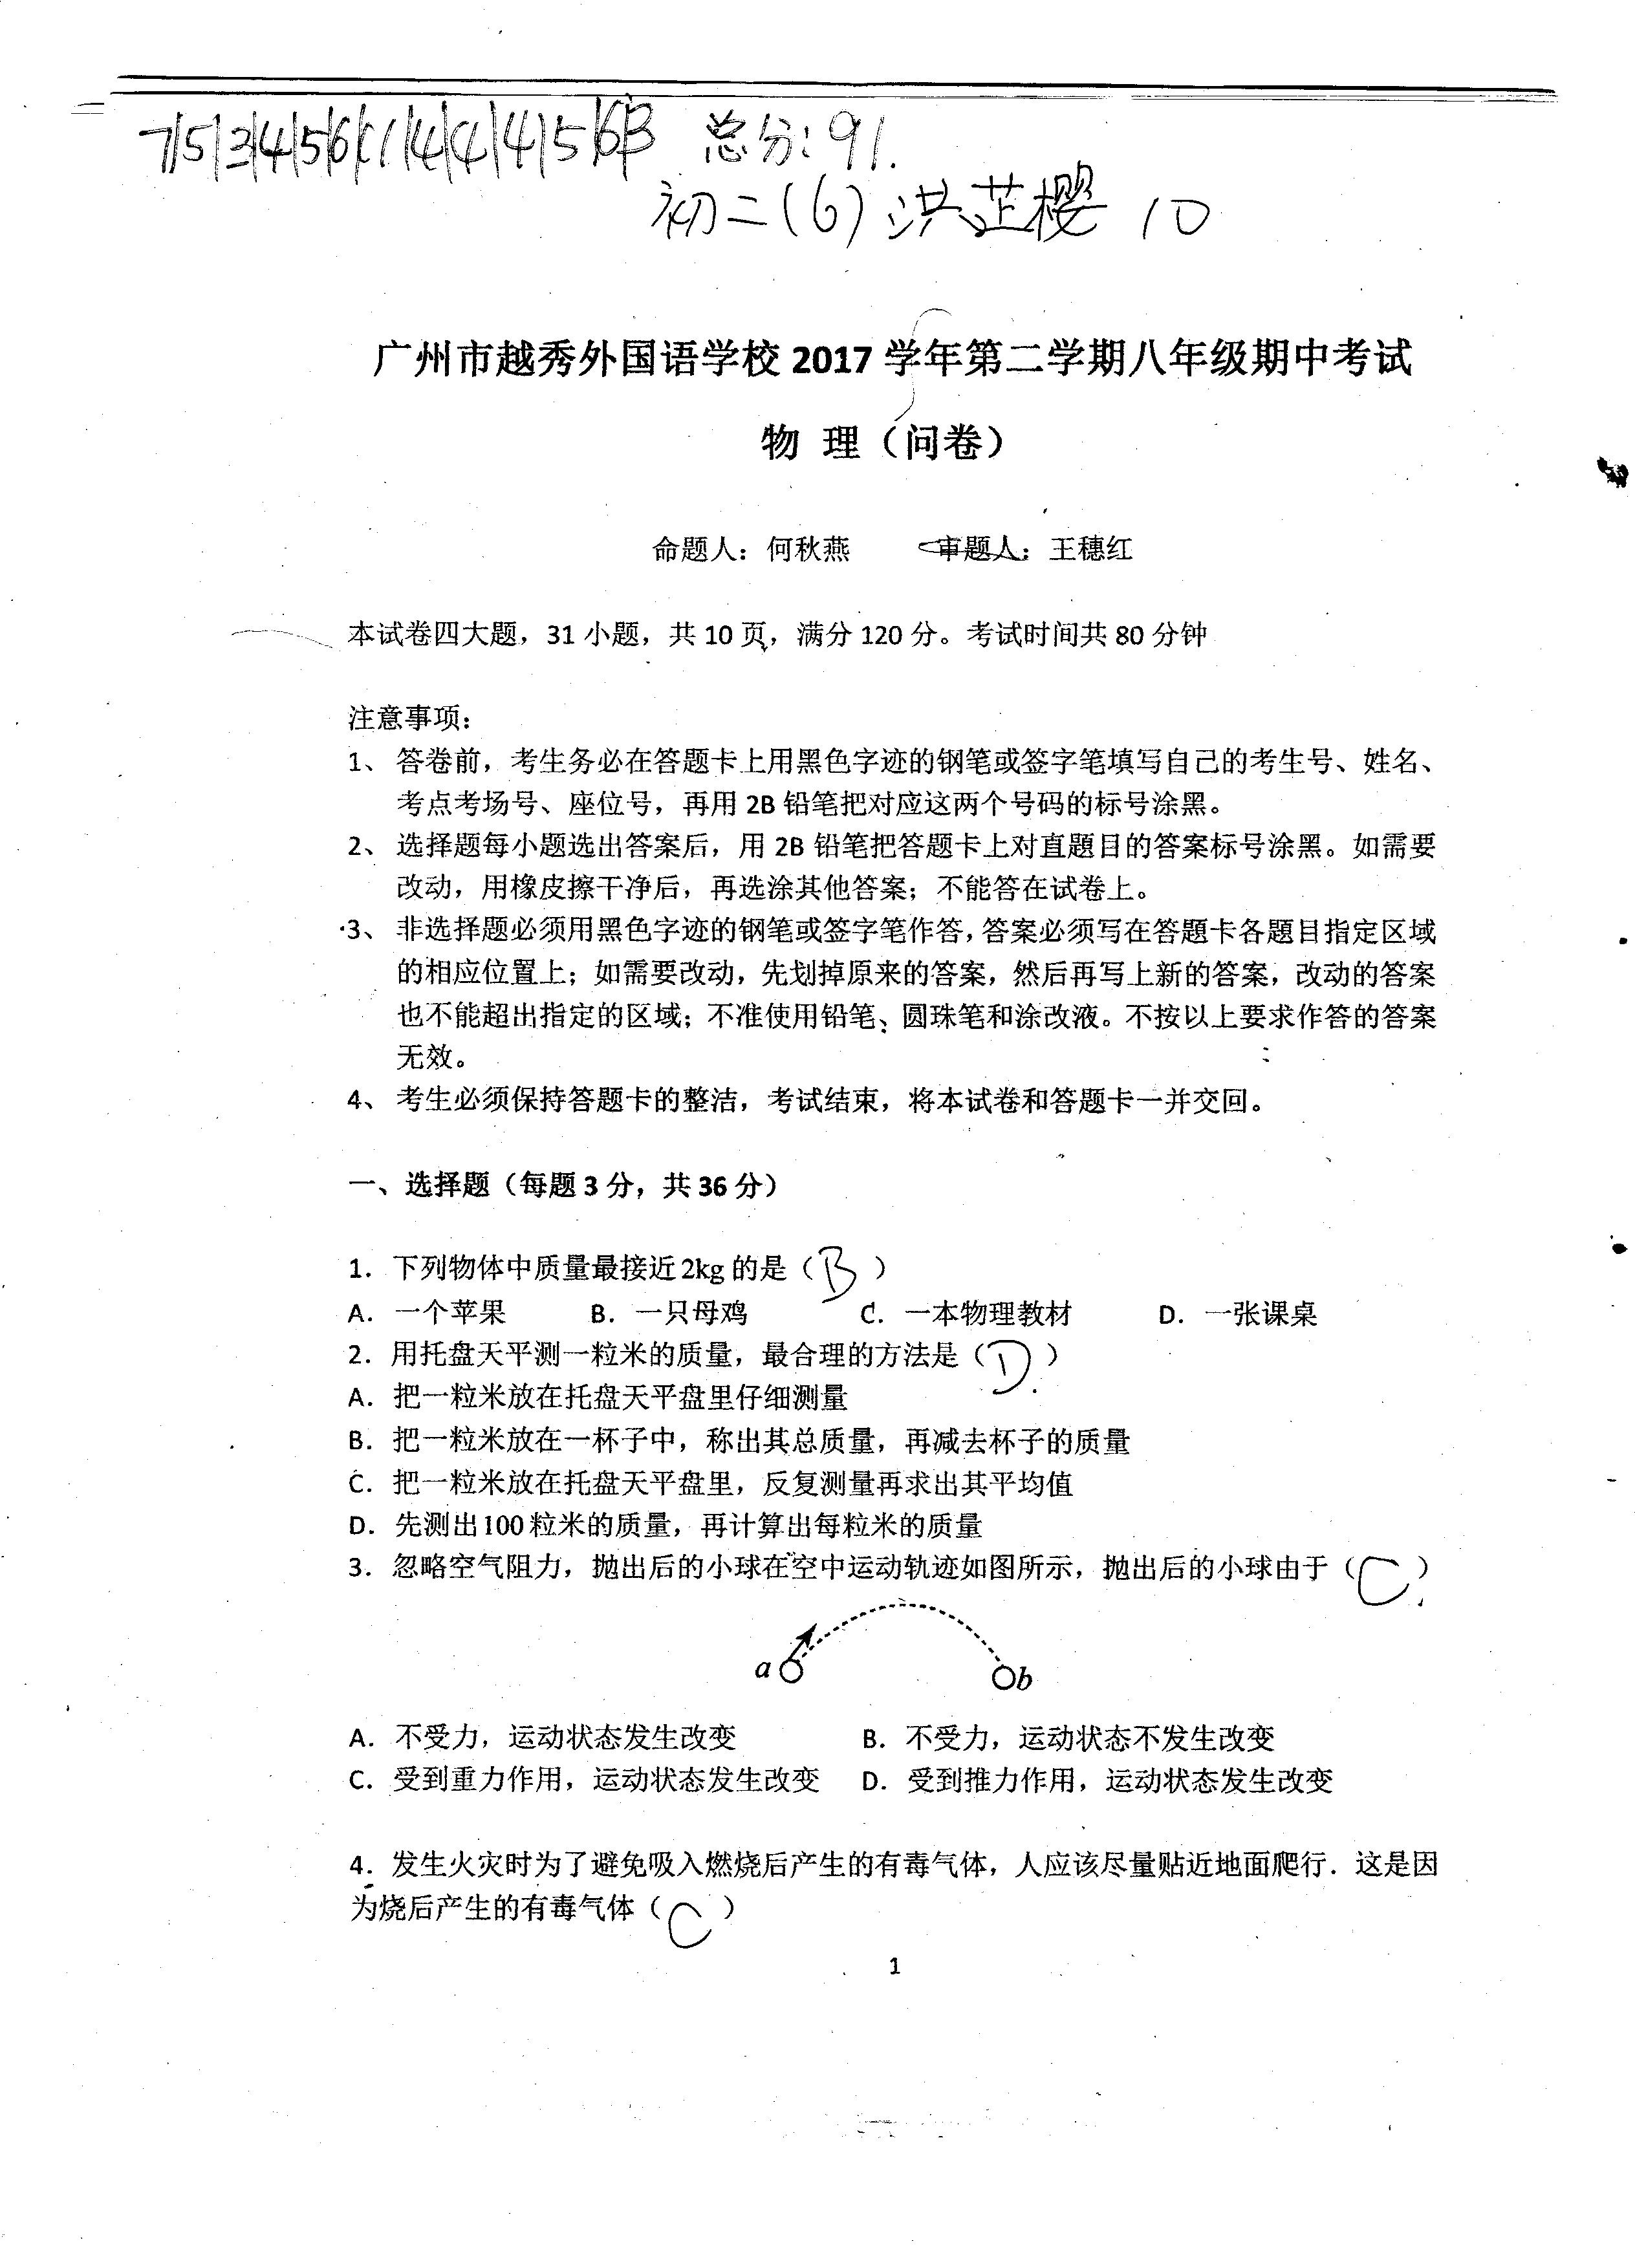 7|5|3|4|5|6|1|4|4|4|5|6|3 总分:91.
初二(6) 洪芷樱 10
广州市越秀外国语学校 2017 学年第二学期八年级期中考试
物 理（问卷）
命题人：何秋燕 审题人：王穗红
本试卷四大题，31 小题，共 10 页，满分 120 分。考试时间共 80 分钟
注意事项：
1、 答卷前，考生务必在答题卡上用黑色字迹的钢笔或签字笔填写自己的考生号、姓名、
考点考场号、座位号，再用 2B 铅笔把对应这两个号码的标号涂黑。
2、 选择题每小题选出答案后，用 2B 铅笔把答题卡上对直题目的答案标号涂黑。如需要
改动，用橡皮擦干净后，再选涂其他答案；不能答在试卷上。
3、 非选择题必须用黑色字迹的钢笔或签字笔作答，答案必须写在答题卡各题目指定区域
的相应位置上；如需要改动，先划掉原来的答案，然后再写上新的答案，改动的答案
也不能超出指定的区域；不准使用铅笔、圆珠笔和涂改液。不按以上要求作答的答案
无效。
4、 考生必须保持答题卡的整洁，考试结束，将本试卷和答题卡一并交回。
一、选择题（每题 3 分，共 36 分）
1．下列物体中质量最接近 2kg 的是（ B ）
A．一个苹果 B．一只母鸡 C．一本物理教材 D．一张课桌
2．用托盘天平测一粒米的质量，最合理的方法是（ D ）
A．把一粒米放在托盘天平盘里仔细测量
B．把一粒米放在一杯子中，称出其总质量，再减去杯子的质量
C．把一粒米放在托盘天平盘里，反复测量再求出其平均值
D．先测出 100 粒米的质量，再计算出每粒米的质量
3．忽略空气阻力，抛出后的小球在空中运动轨迹如图所示，抛出后的小球由于（ C ）
a b
A．不受力，运动状态发生改变 B．不受力，运动状态不发生改变
C．受到重力作用，运动状态发生改变 D．受到推力作用，运动状态发生改变
4．发生火灾时为了避免吸入燃烧后产生的有毒气体，人应该尽量贴近地面爬行．这是因
为烧后产生的有毒气体（ C ）
1